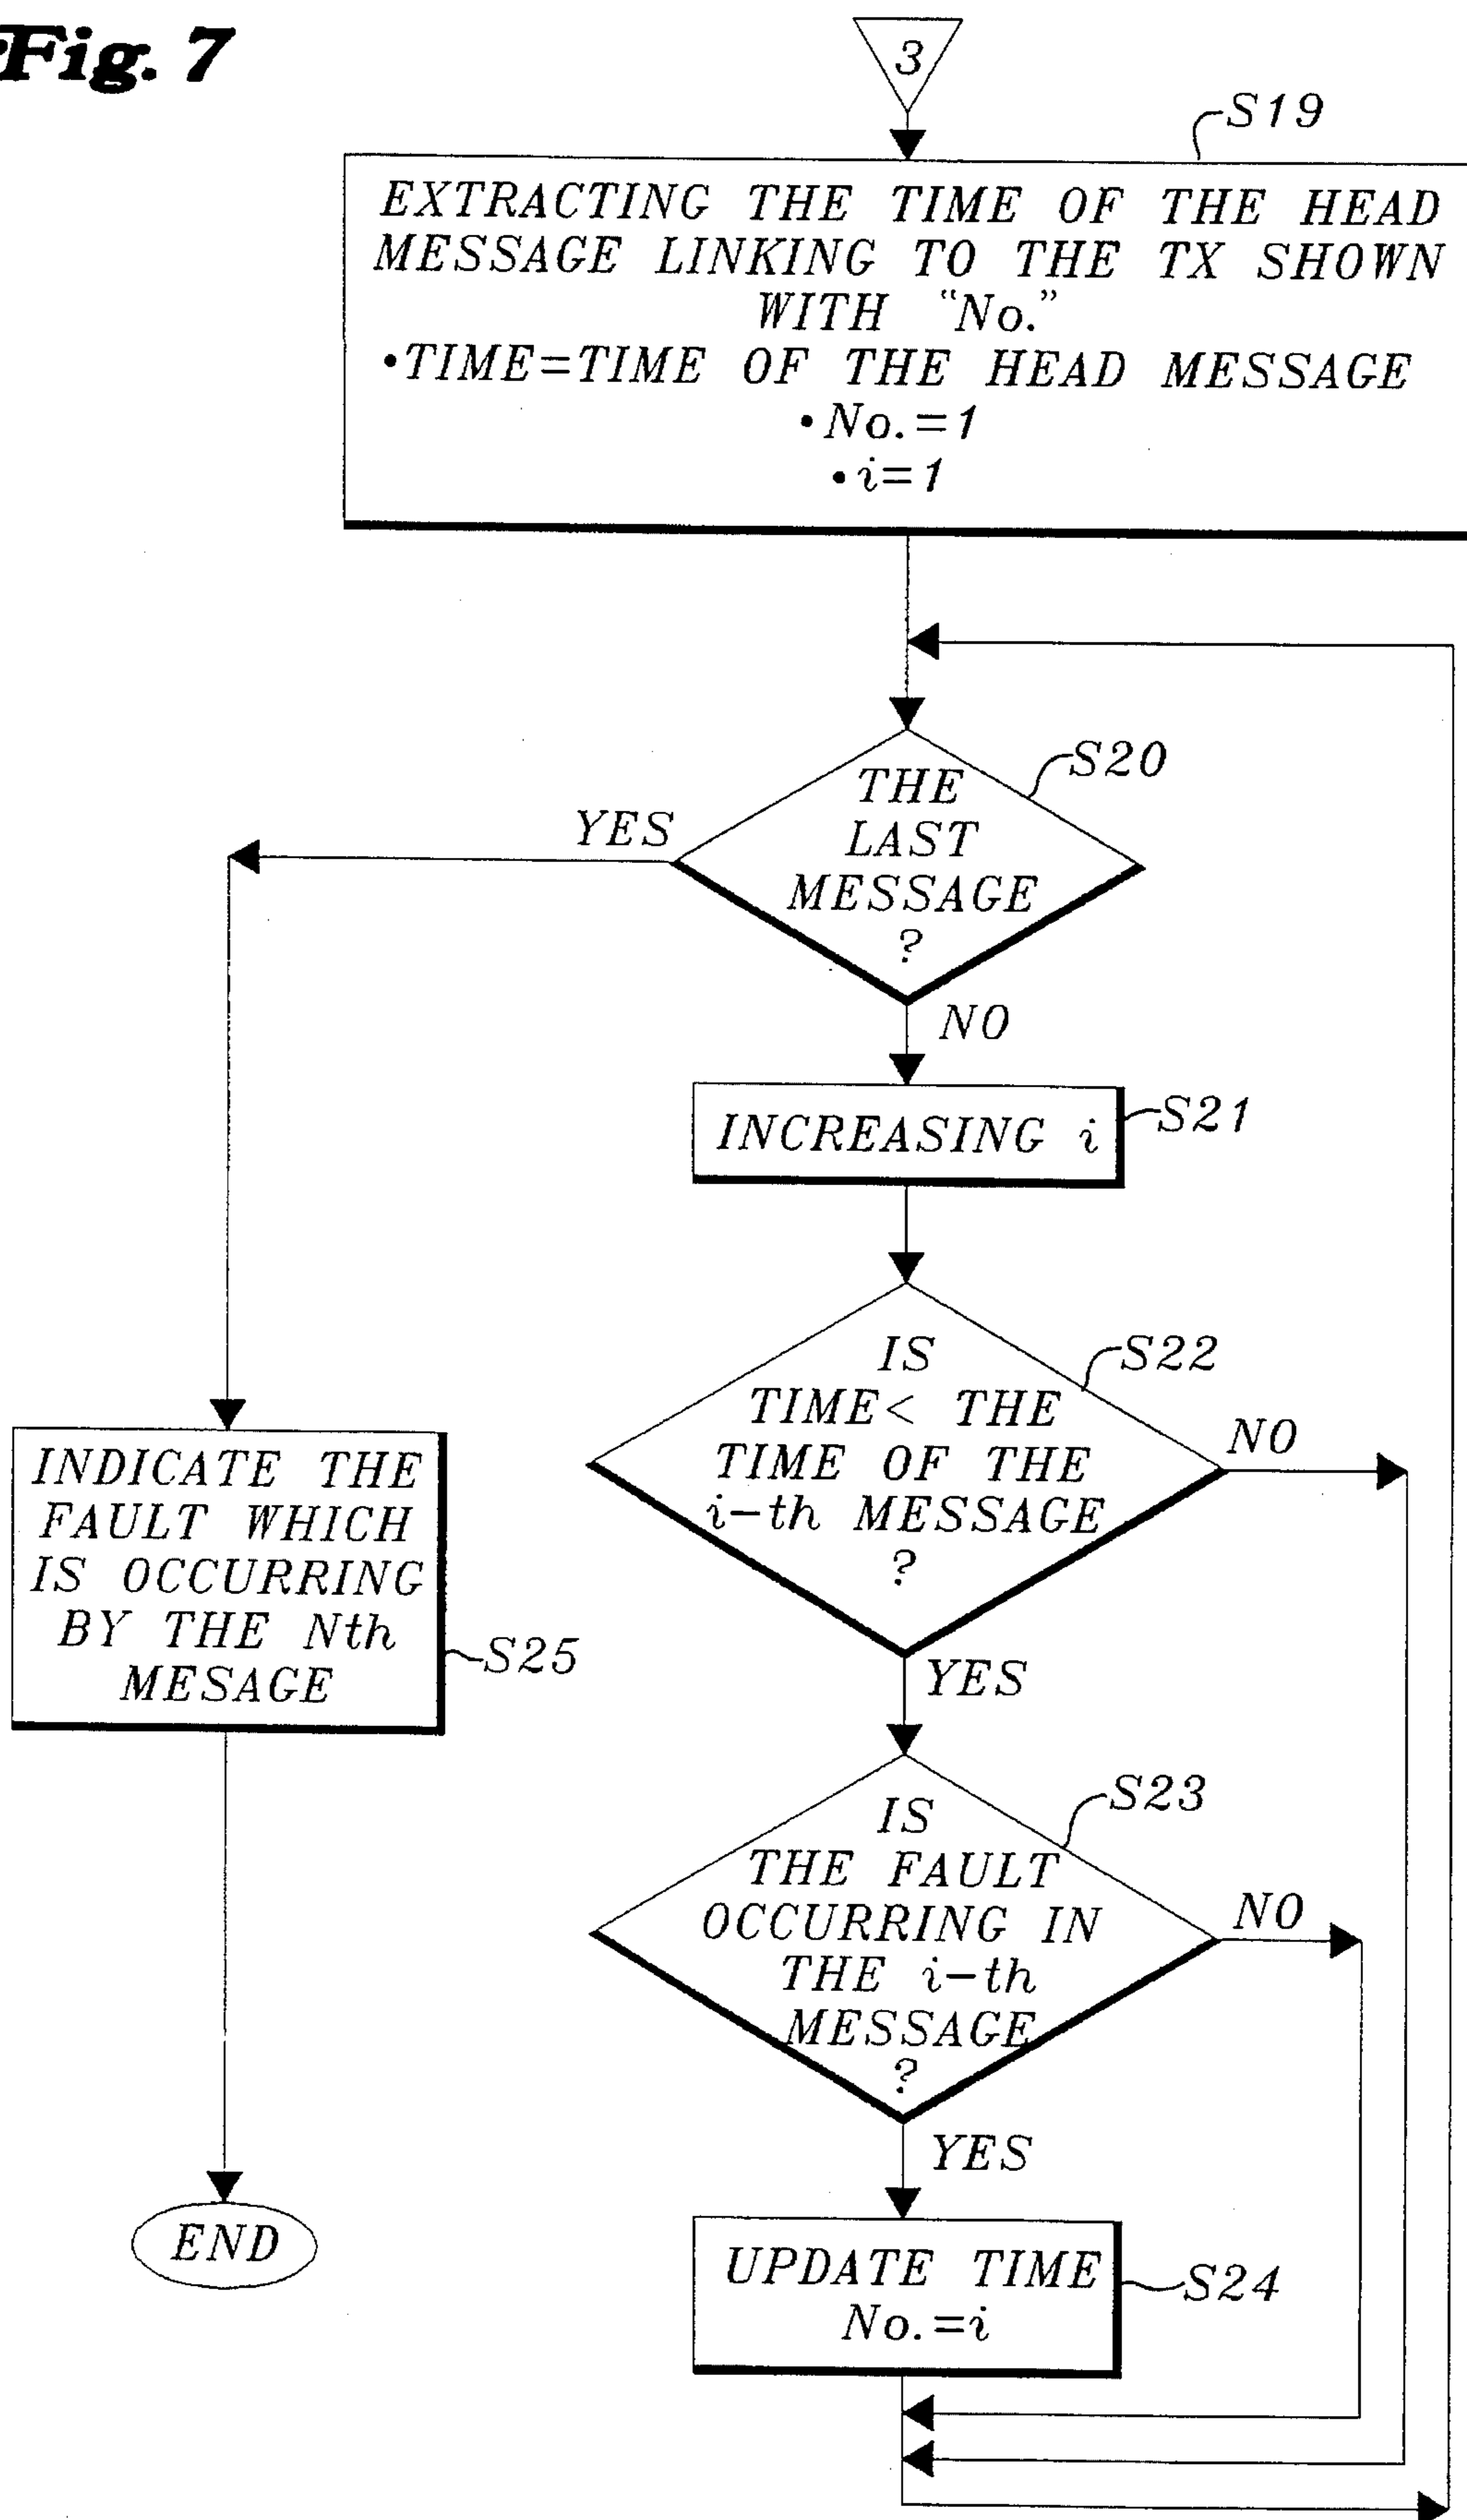 Fig. 7
3
S19
EXTRACTING THE TIME OF THE HEAD
MESSAGE LINKING TO THE TX SHOWN
WITH "No."
•TIME=TIME OF THE HEAD MESSAGE
•No.=1
•i=1
S20
THE
LAST
MESSAGE
?
YES
NO
INCREASING i
S21
IS
TIME< THE
TIME OF THE
i-th MESSAGE
?
S22
NO
YES
INDICATE THE
FAULT WHICH
IS OCCURRING
BY THE Nth
MESAGE
S25
IS
THE FAULT
OCCURRING IN
THE i-th
MESSAGE
?
S23
NO
YES
END
UPDATE TIME
No.=i
S24